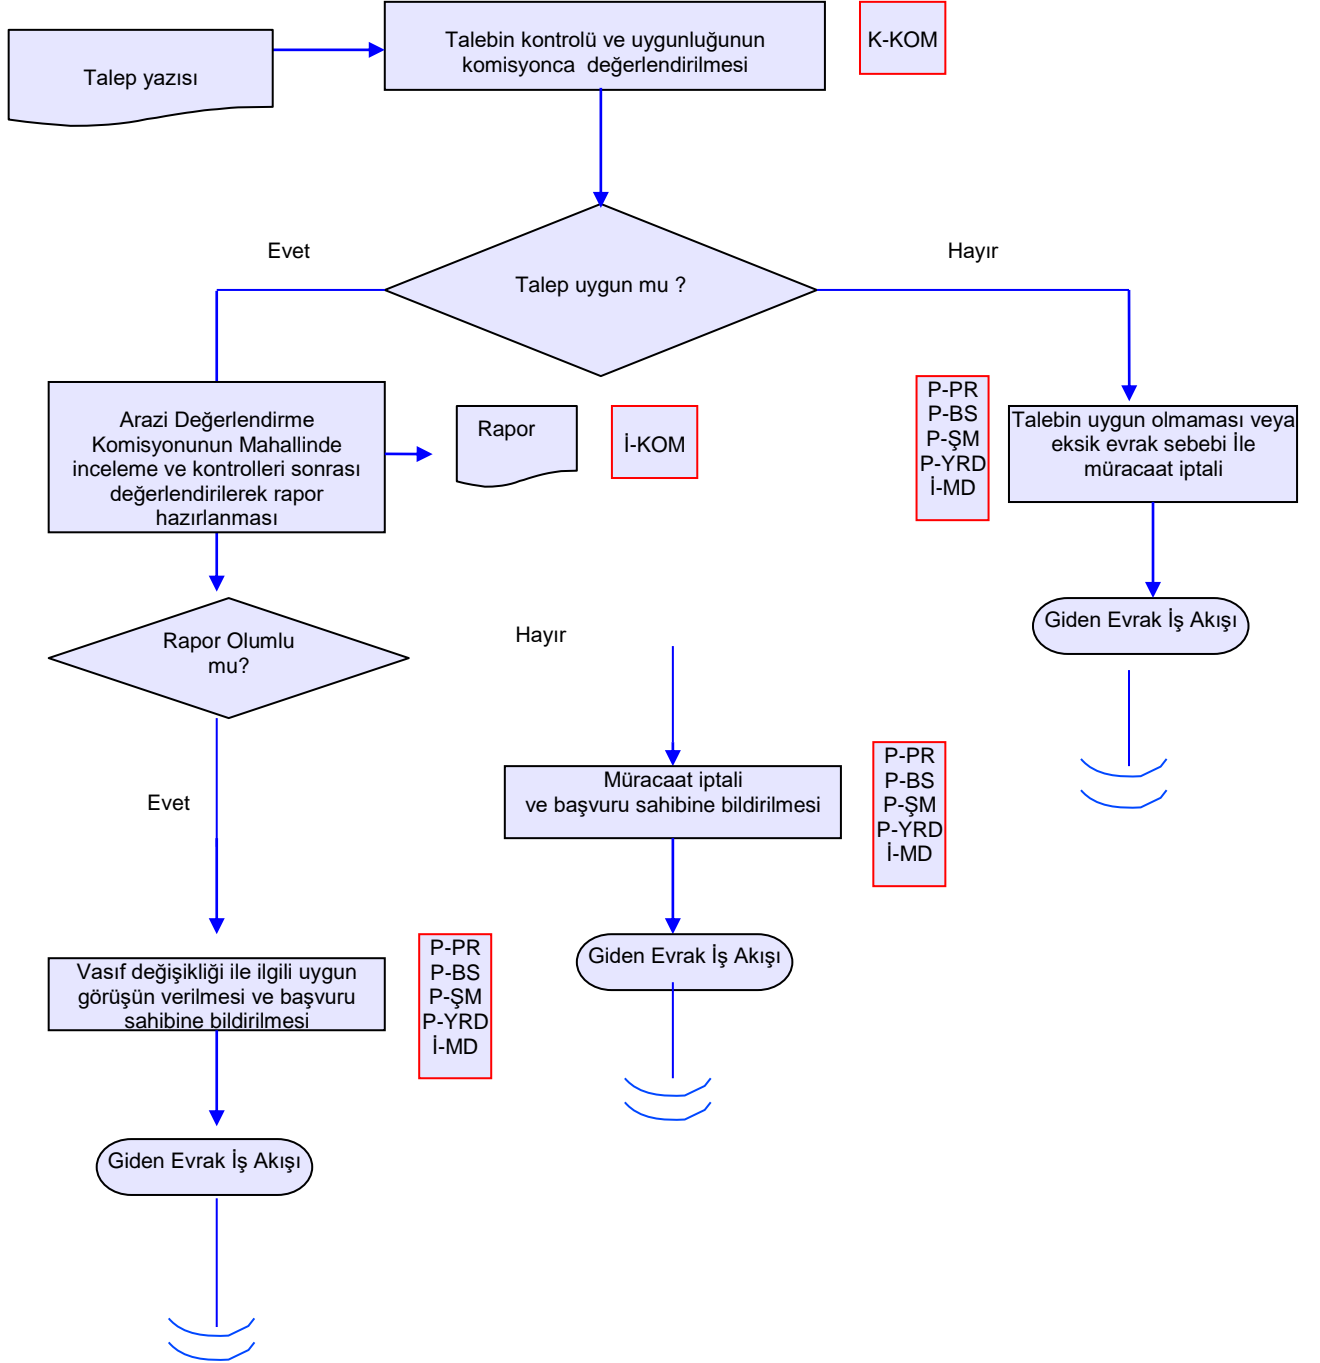 Talep yazısı
Talebin kontrolü ve uygunluğunun
komisyonca değerlendirilmesi
K-KOM
Evet
Talep uygun mu ?
Hayır
Arazi Değerlendirme
Komisyonunun Mahallinde
inceleme ve kontrolleri sonrası
değerlendirilerek rapor
hazırlanması
Rapor
İ-KOM
P-PR
P-BS
P-ŞM
P-YRD
İ-MD
Talebin uygun olmaması veya
eksik evrak sebebi İle
müracaat iptali
Giden Evrak İş Akışı
Rapor Olumlu
mu?
Hayır
Müracaat iptali
ve başvuru sahibine bildirilmesi
P-PR
P-BS
P-ŞM
P-YRD
İ-MD
Evet
Giden Evrak İş Akışı
Vasıf değişikliği ile ilgili uygun
görüşün verilmesi ve başvuru
sahibine bildirilmesi
P-PR
P-BS
P-ŞM
P-YRD
İ-MD
Giden Evrak İş Akışı